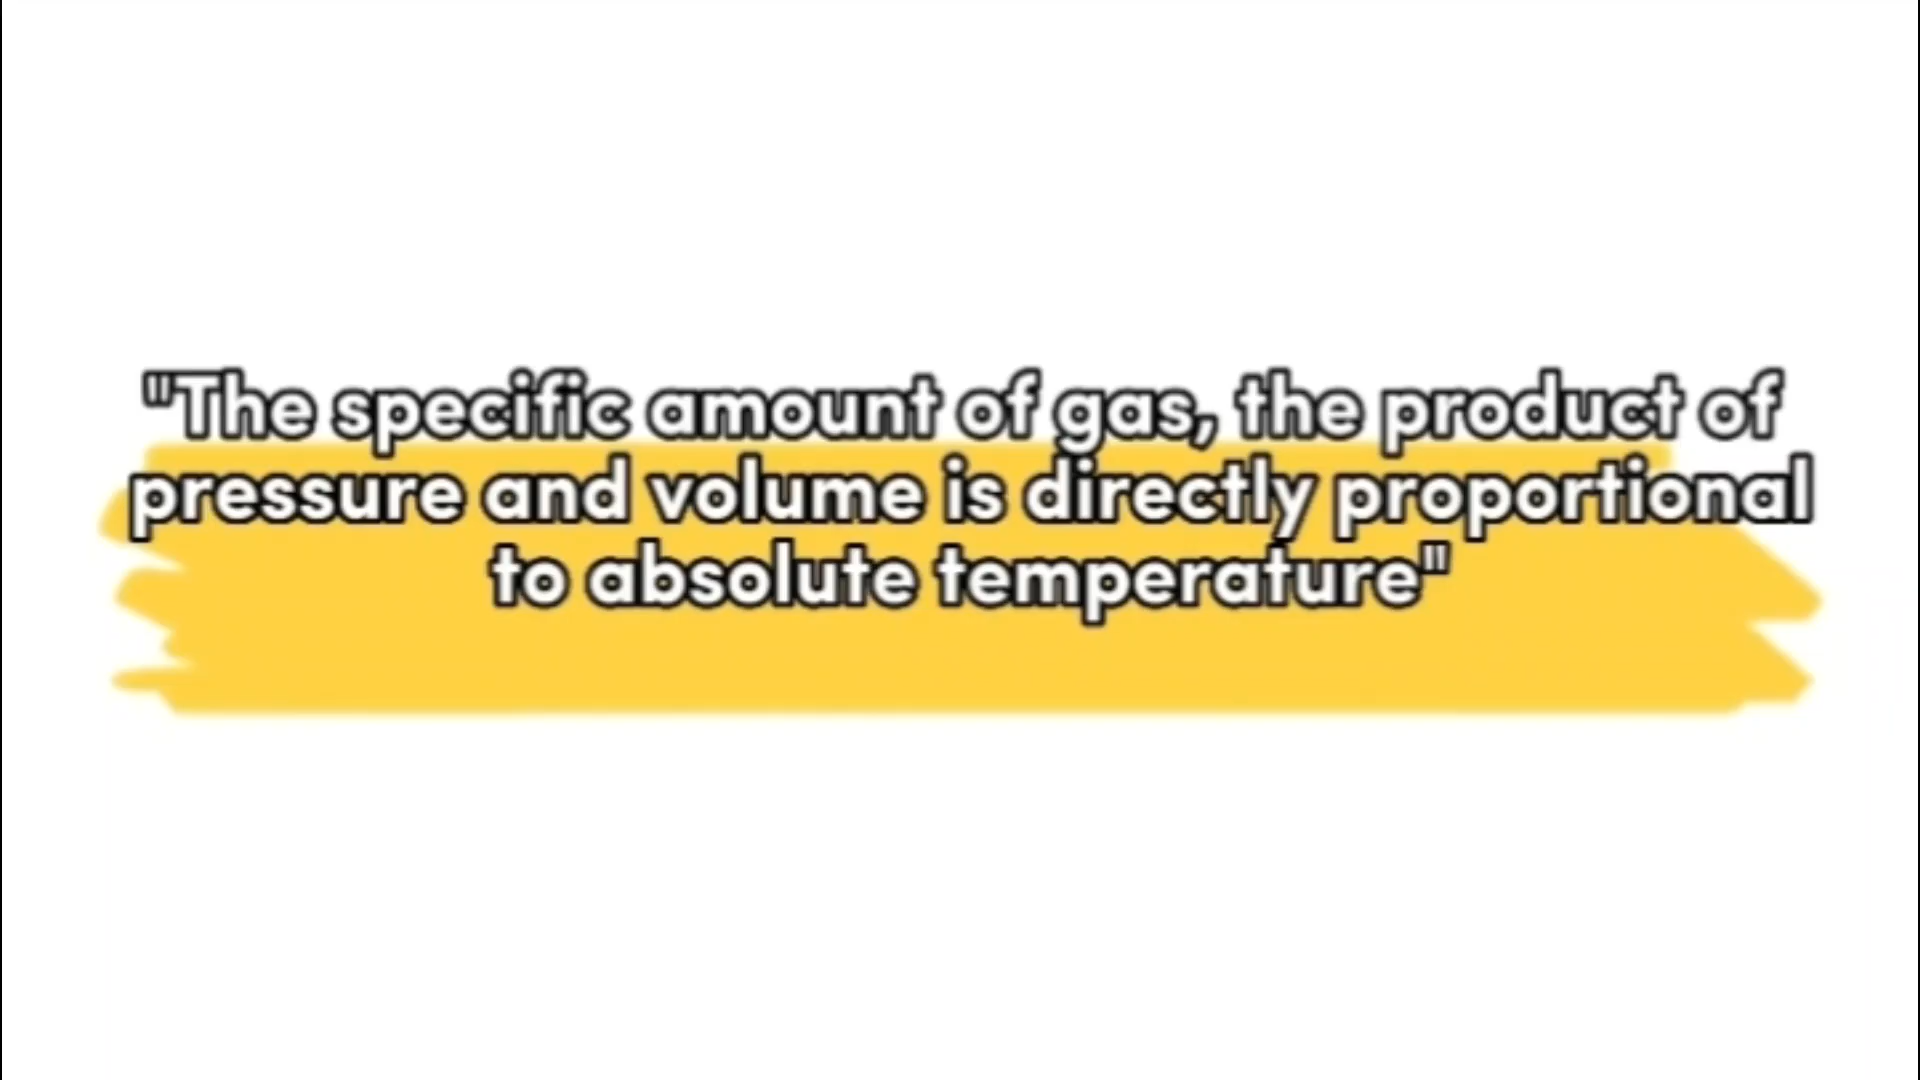 "The specific amount of gas, the product of
pressure and volume is directly proportional
to absolute temperature"